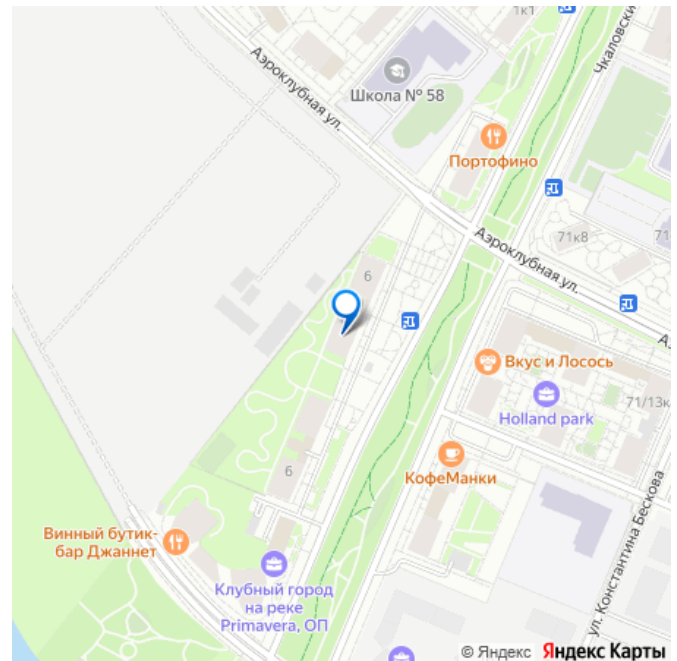 1к1
Чкаловски
Аэроклубная ул.
Школа № 58
Портофино
Аэроклубная ул.
71к8
71
6
А
Вкус и Лосось
Holland park
71/13к
КофеМанки
6
ул. Константина Бескова
Винный бутик-
бар Джаннет
Клубный город
на реке
Primavera, ОП
© Яндекс Яндекс Карты